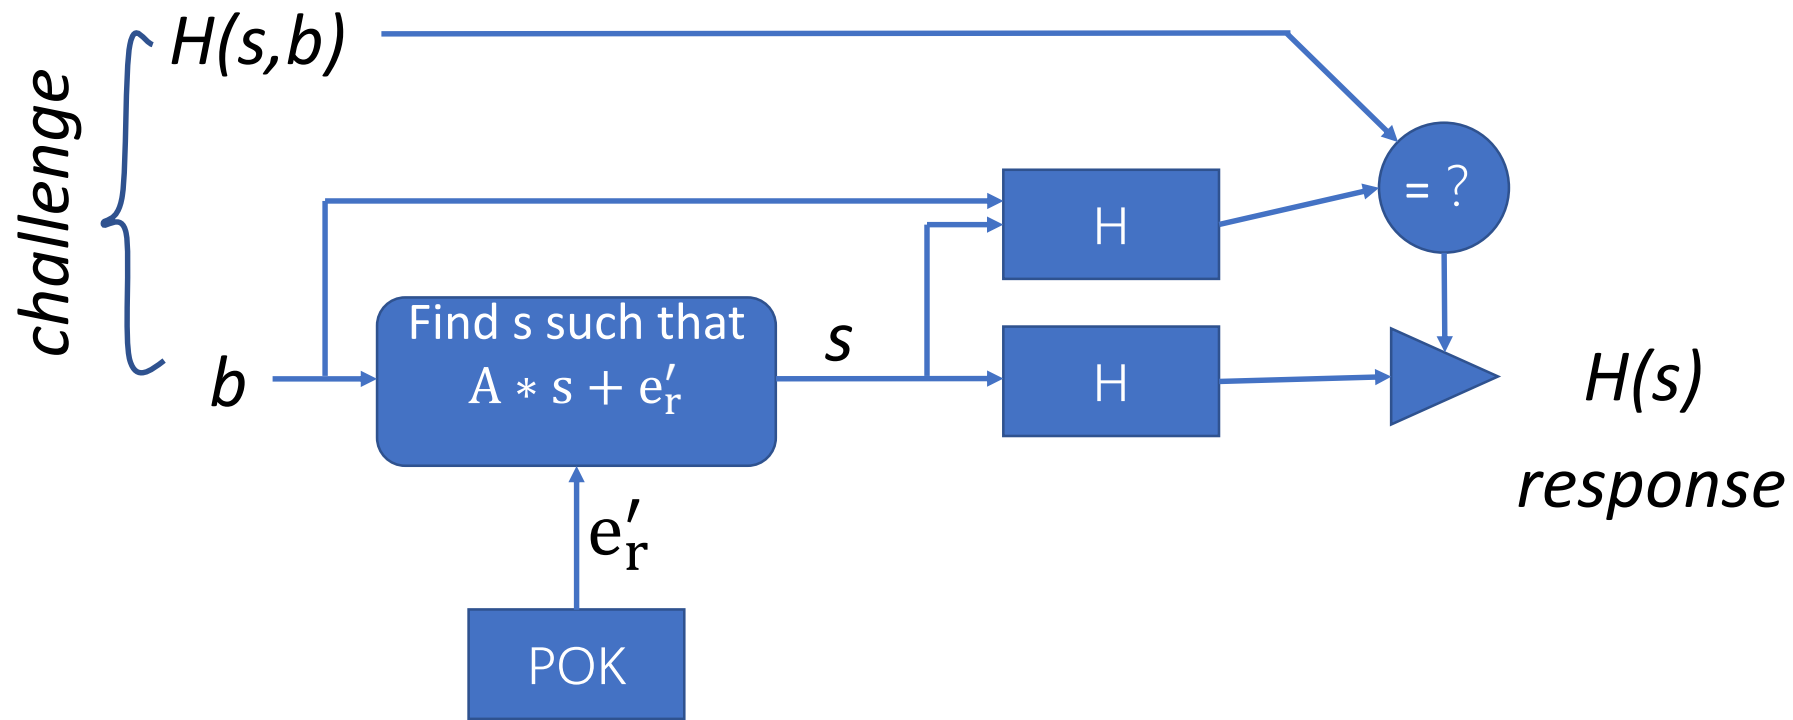 challenge
H(s,b)
= ?
H
Find s such that
A * s + e′r
s
b
H
H(s)
response
e′r
POK